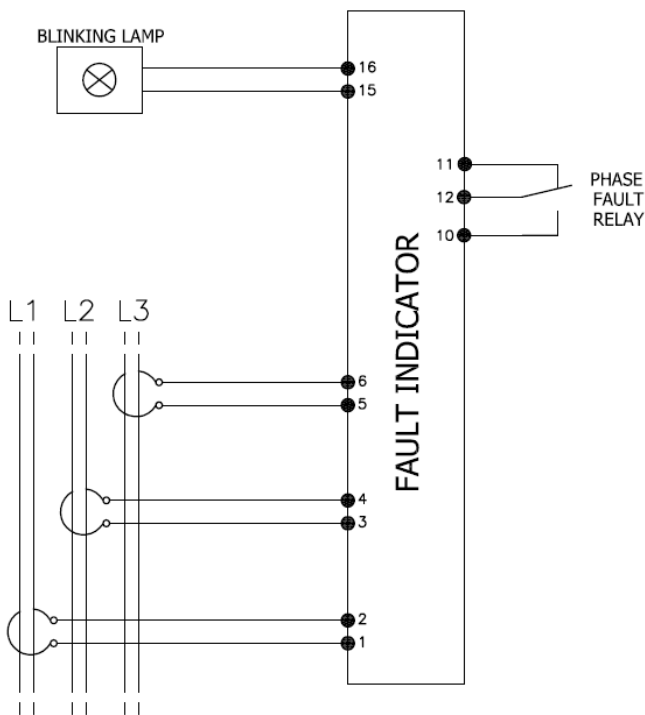 BLINKING LAMP
16
15
11
12
10
PHASE
FAULT
RELAY
FAULT INDICATOR
L1 L2 L3
6
5
4
3
2
1